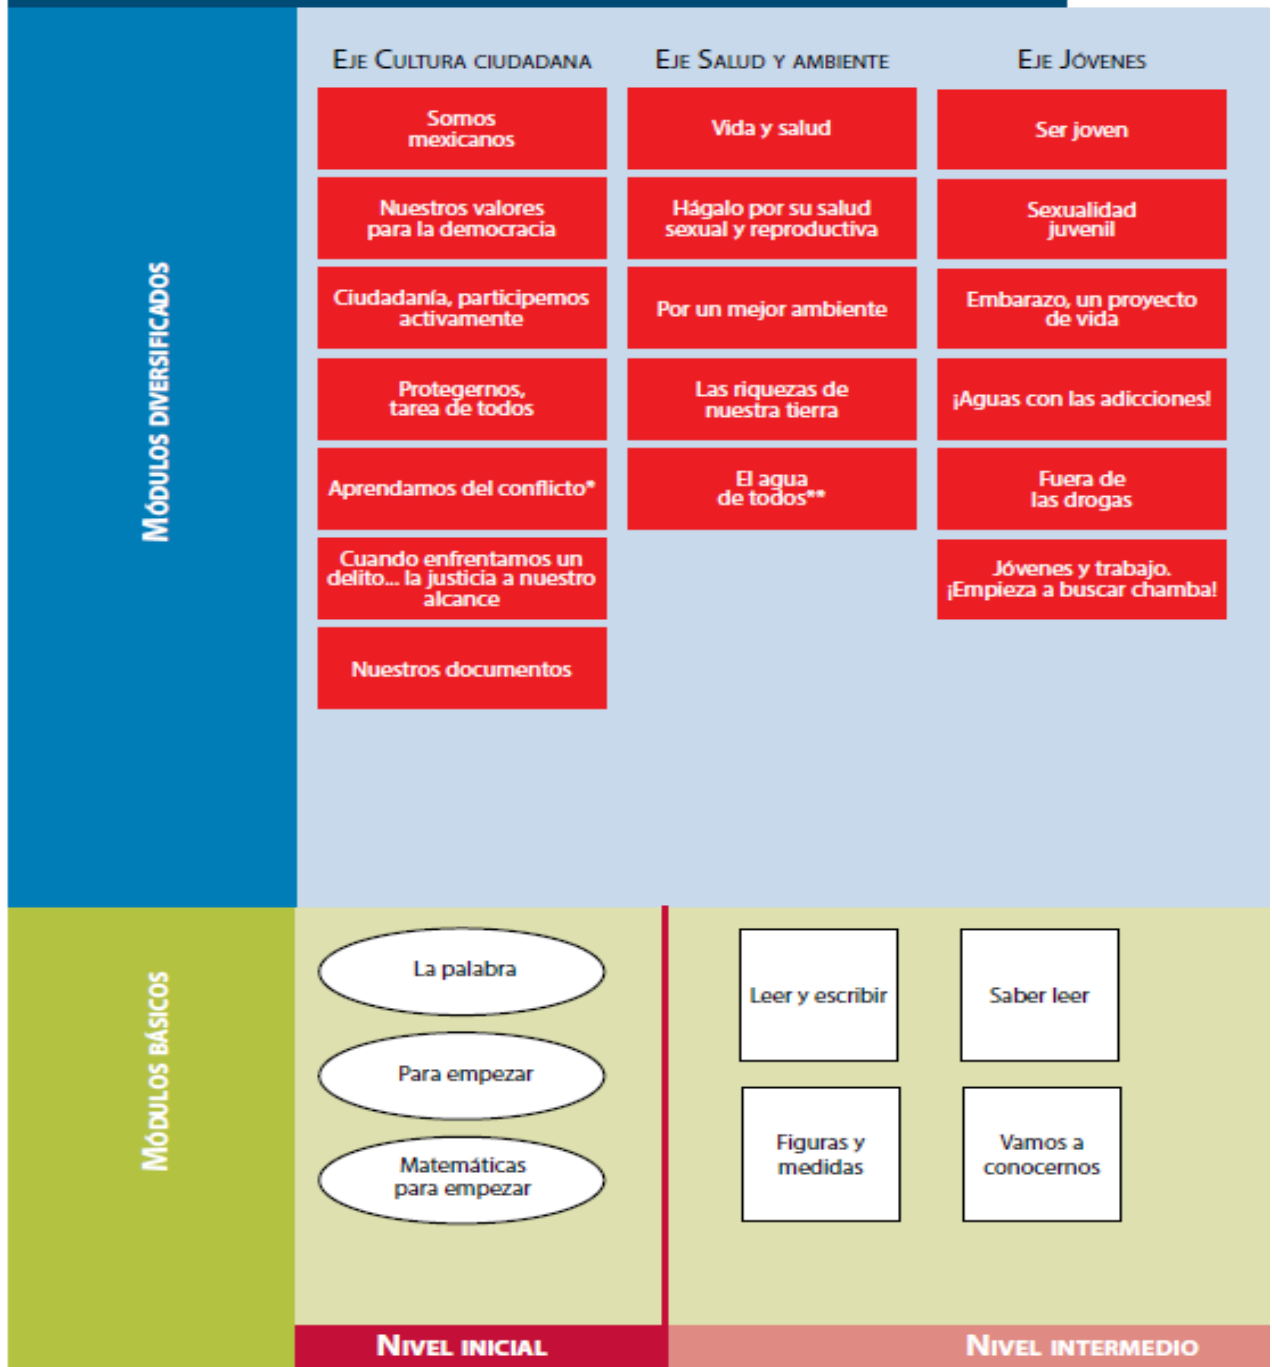 MÓDULOS DIVERSIFICADOS
EJE CULTURA CIUDADANA
Somos
mexicanos
Nuestros valores
para la democracia
Ciudadanía, participemos
activamente
Protegernos,
tarea de todos
Aprendamos del conflicto*
Cuando enfrentamos un
delito... la justicia a nuestro
alcance
Nuestros documentos
EJE SALUD Y AMBIENTE
Vida y salud
Hágalo por su salud
sexual y reproductiva
Por un mejor ambiente
Las riquezas de
nuestra tierra
El agua
de todos**
EJE JÓVENES
Ser joven
Sexualidad
juvenil
Embarazo, un proyecto
de vida
¡Aguas con las adicciones!
Fuera de
las drogas
Jóvenes y trabajo.
¡Empieza a buscar chamba!
MÓDULOS BÁSICOS
La palabra
Para empezar
Matemáticas
para empezar
Leer y escribir
Saber leer
Figuras y
medidas
Vamos a
conocernos
NIVEL INICIAL
NIVEL INTERMEDIO